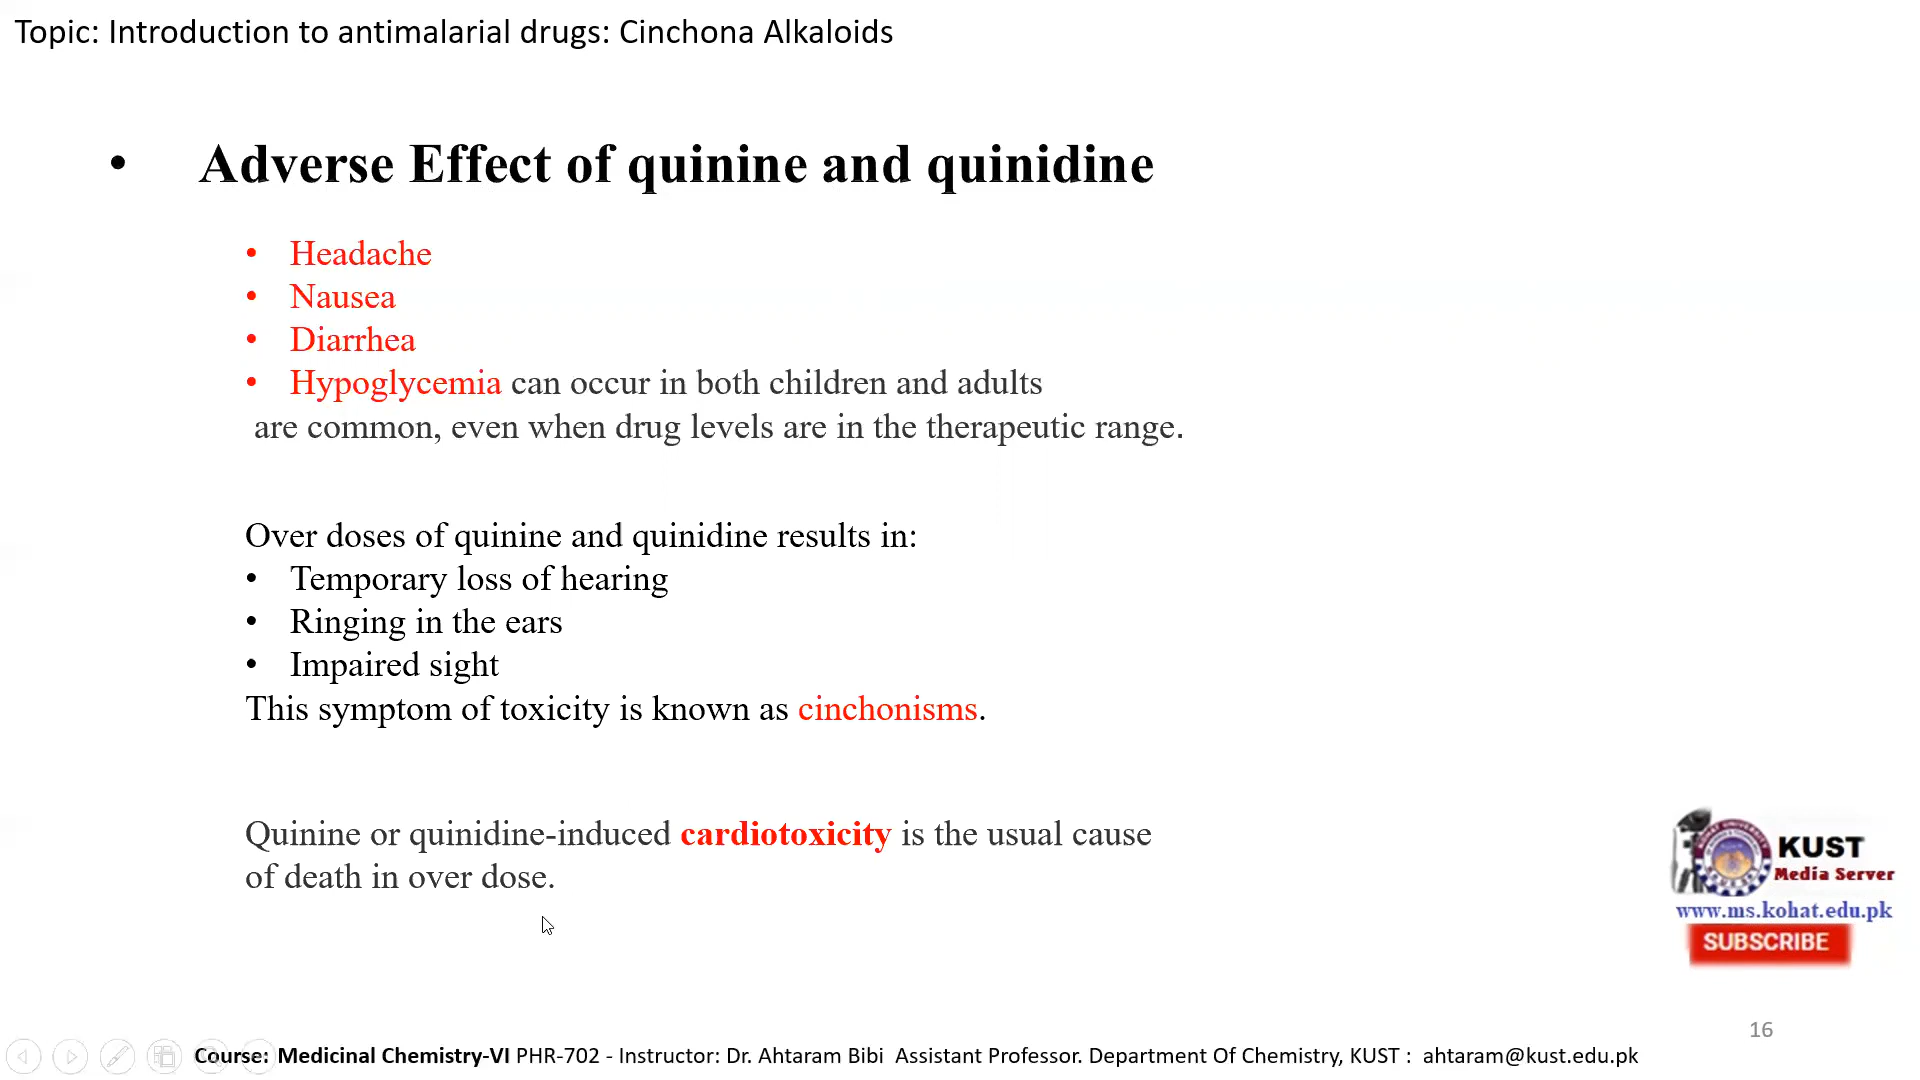 Topic: Introduction to antimalarial drugs: Cinchona Alkaloids
• Adverse Effect of quinine and quinidine
• Headache
• Nausea
• Diarrhea
• Hypoglycemia can occur in both children and adults
are common, even when drug levels are in the therapeutic range.
Over doses of quinine and quinidine results in:
• Temporary loss of hearing
• Ringing in the ears
• Impaired sight
This symptom of toxicity is known as cinchonisms.
Quinine or quinidine-induced cardiotoxicity is the usual cause
of death in over dose.
KUST
Media Server
www.ms.kohat.edu.pk
SUBSCRIBE
16
Course: Medicinal Chemistry-VI PHR-702 - Instructor: Dr. Ahtaram Bibi Assistant Professor. Department Of Chemistry, KUST : ahtaram@kust.edu.pk